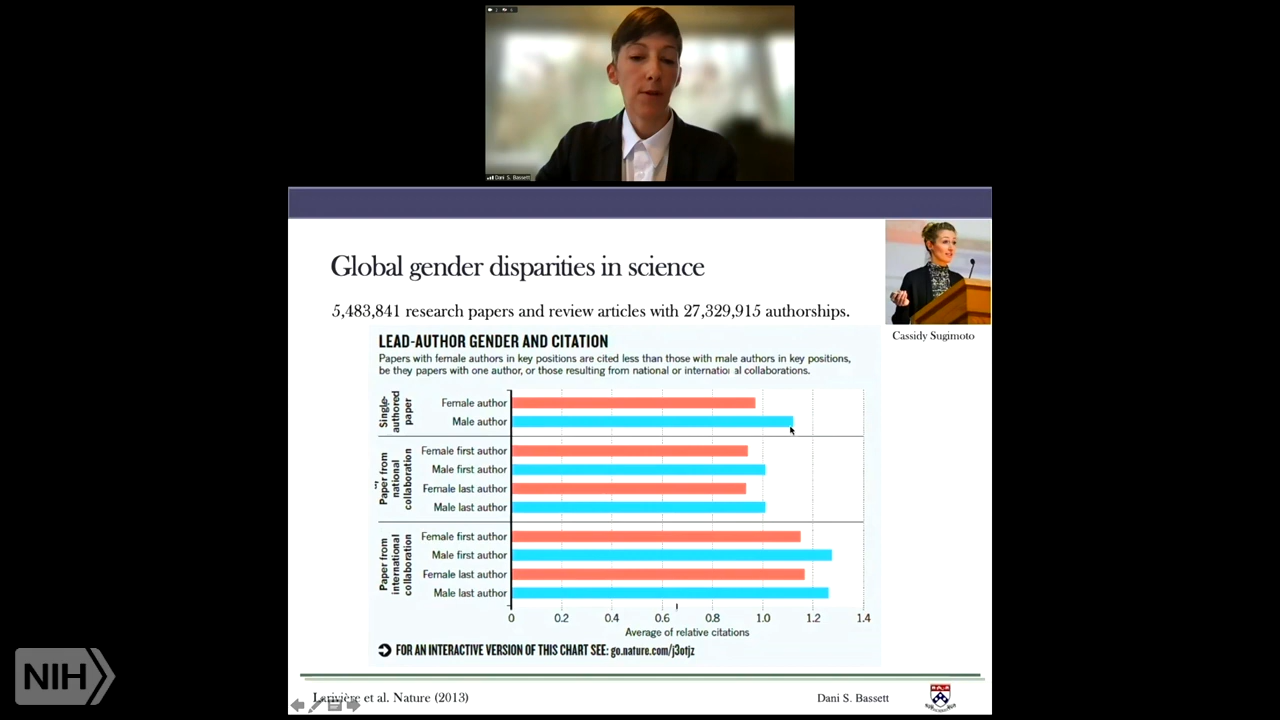 Dani S. Bassett
Global gender disparities in science
5,483,841 research papers and review articles with 27,329,915 authorships.
Cassidy Sugimoto
LEAD-AUTHOR GENDER AND CITATION
Papers with female authors in key positions are cited less than those with male authors in key positions,
be they papers with one author, or those resulting from national or international collaborations.
Single-
authored
paper
Female author
Male author
Paper from
national
collaboration
Female first author
Male first author
Female last author
Male last author
Paper from
international
collaboration
Female first author
Male first author
Female last author
Male last author
0 0.2 0.4 0.6 0.8 1.0 1.2 1.4
Average of relative citations
FOR AN INTERACTIVE VERSION OF THIS CHART SEE: go.nature.com/j3otjz
Larivière et al. Nature (2013)
Dani S. Bassett
NIH